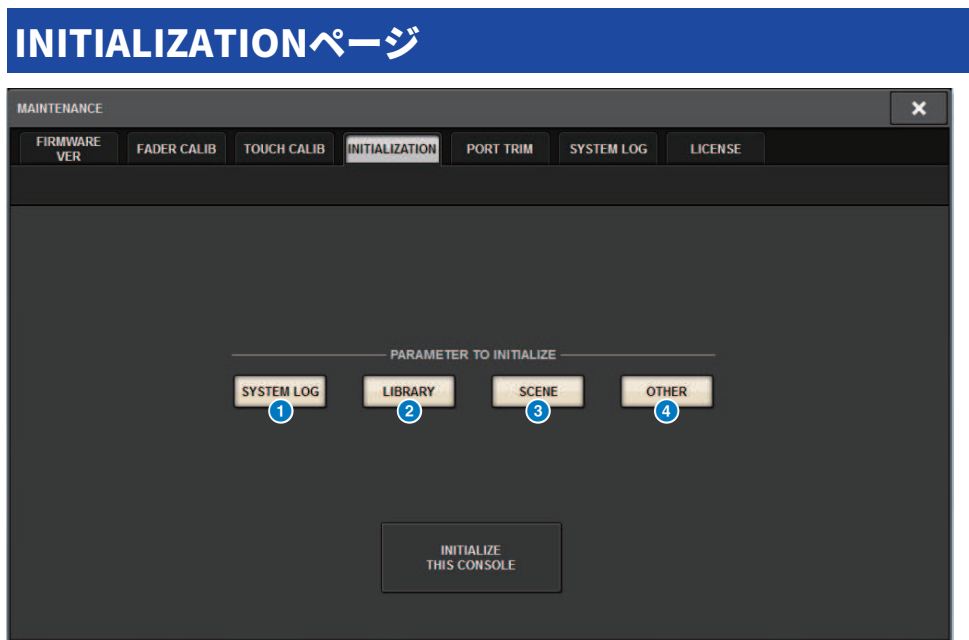 INITIALIZATIONページ
MAINTENANCE
×
FIRMWARE
VER
FADER CALIB
TOUCH CALIB
INITIALIZATION
PORT TRIM
SYSTEM LOG
LICENSE
PARAMETER TO INITIALIZE
SYSTEM LOG
LIBRARY
SCENE
OTHER
1
2
3
4
INITIALIZE
THIS CONSOLE